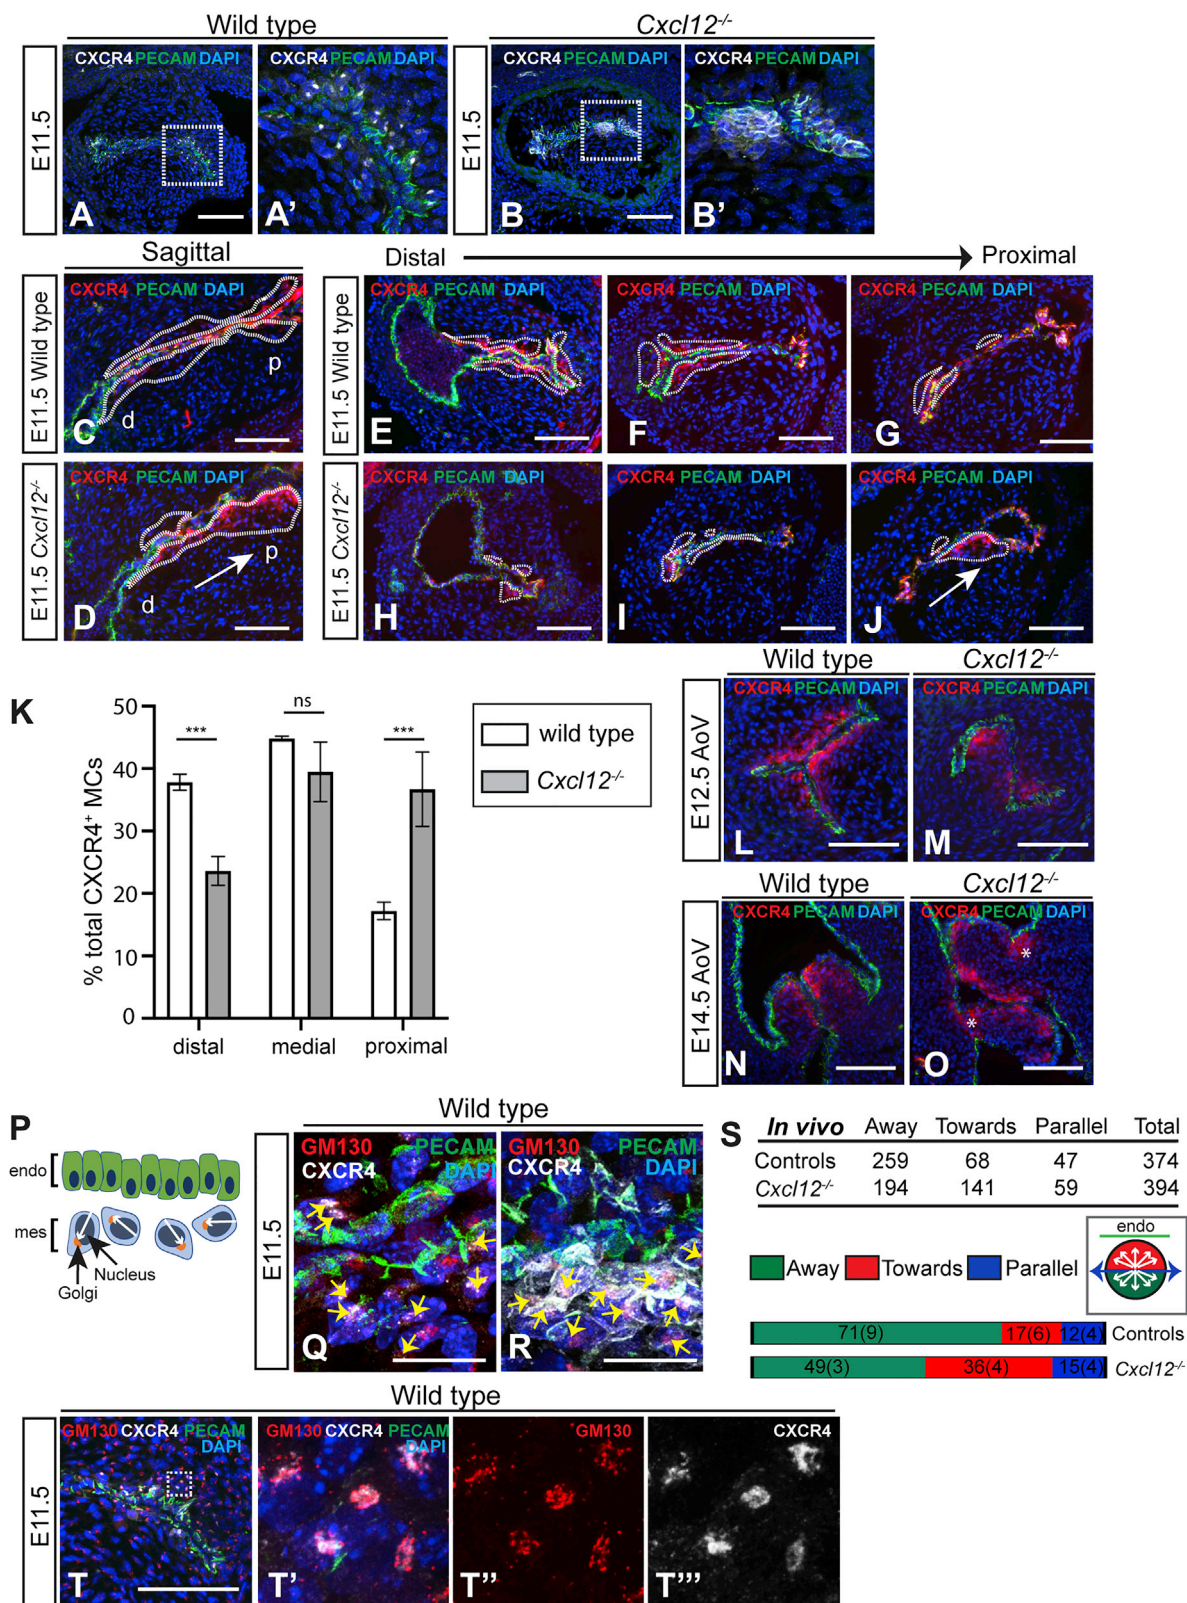 Wild type
Cxcl12-/-
E11.5
CXCR4 PECAM DAPI
A
CXCR4 PECAM DAPI
A’
E11.5
CXCR4 PECAM DAPI
B
CXCR4 PECAM DAPI
B’
Sagittal
Distal
Proximal
E11.5 Wild type
CXCR4 PECAM DAPI
p
d
C
CXCR4 PECAM DAPI
E
CXCR4 PECAM DAPI
F
CXCR4 PECAM DAPI
G
E11.5 Cxcl12-/-
CXCR4 PECAM DAPI
p
d
D
CXCR4 PECAM DAPI
H
CXCR4 PECAM DAPI
I
CXCR4 PECAM DAPI
J
K
% total CXCR4+ MCs
50
40
30
20
10
0
***
ns
***
distal
medial
proximal
wild type
Cxcl12-/-
Wild type
Cxcl12-/-
E12.5 AoV
CXCR4 PECAM DAPI
L
CXCR4 PECAM DAPI
M
Wild type
Cxcl12-/-
E14.5 AoV
CXCR4 PECAM DAPI
N
CXCR4 PECAM DAPI
*
*
O
P
endo
mes
Nucleus
Golgi
Wild type
E11.5
GM130 PECAM
CXCR4 DAPI
Q
GM130 PECAM
CXCR4 DAPI
R
S
In vivo Away Towards Parallel Total
Controls 259 68 47 374
Cxcl12-/- 194 141 59 394
Away Towards Parallel
endo
71(9) 17(6) 12(4) Controls
49(3) 36(4) 15(4) Cxcl12-/-
Wild type
E11.5
GM130 CXCR4 PECAM
DAPI
T
GM130 CXCR4 PECAM
DAPI
T’
GM130
T’’
CXCR4
T’’’